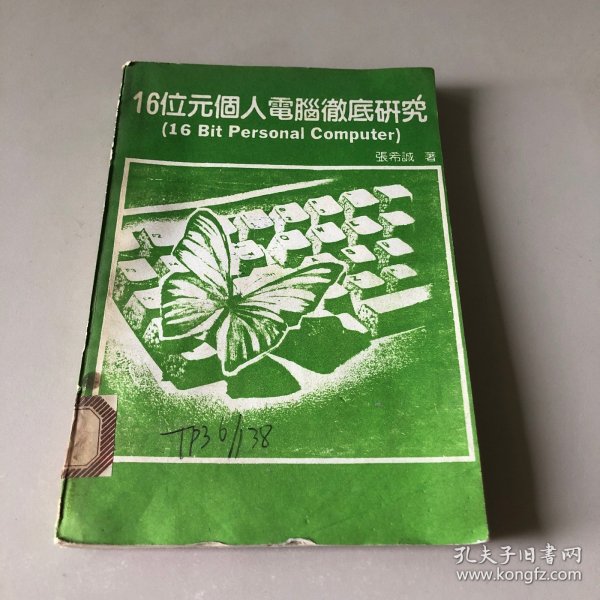 16位元個人電腦徹底研究
(16 Bit Personal Computer)
張希誠 著
TP36/138
孔夫子旧书网
www.kongfz.com